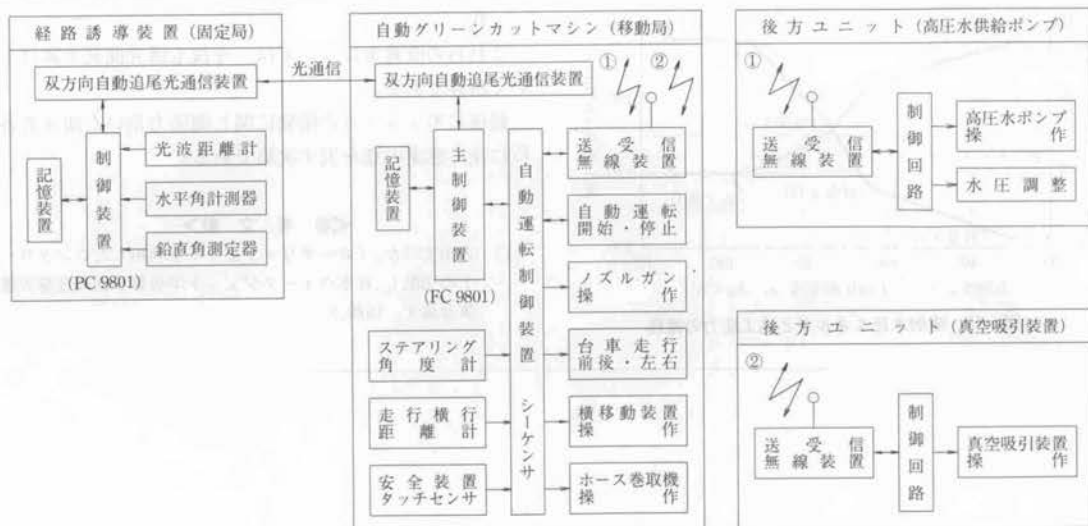 経路誘導装置(固定局)
双方向自動追尾光通信装置
記憶装置
制御装置
光波距離計
水平角計測器
鉛直角測定器
(PC 9801)
光通信
自動グリーンカットマシン(移動局)
双方向自動追尾光通信装置
①
②
記憶装置
主制御装置
(FC 9801)
自動運転制御装置
シーケンサ
送受信
無線装置
自動運転
開始・停止
ノズルガン
操作
ステアリング
角度計
台車走行
前後・左右
走行横行
距離計
横移動装置
操作
安全装置
タッチセンサ
ホース巻取機
操作
後方ユニット(高圧水供給ポンプ)
①
送受信
無線装置
制御回路
高圧水ポンプ
操作
水圧調整
後方ユニット(真空吸引装置)
②
送受信
無線装置
制御回路
真空吸引装置
操作